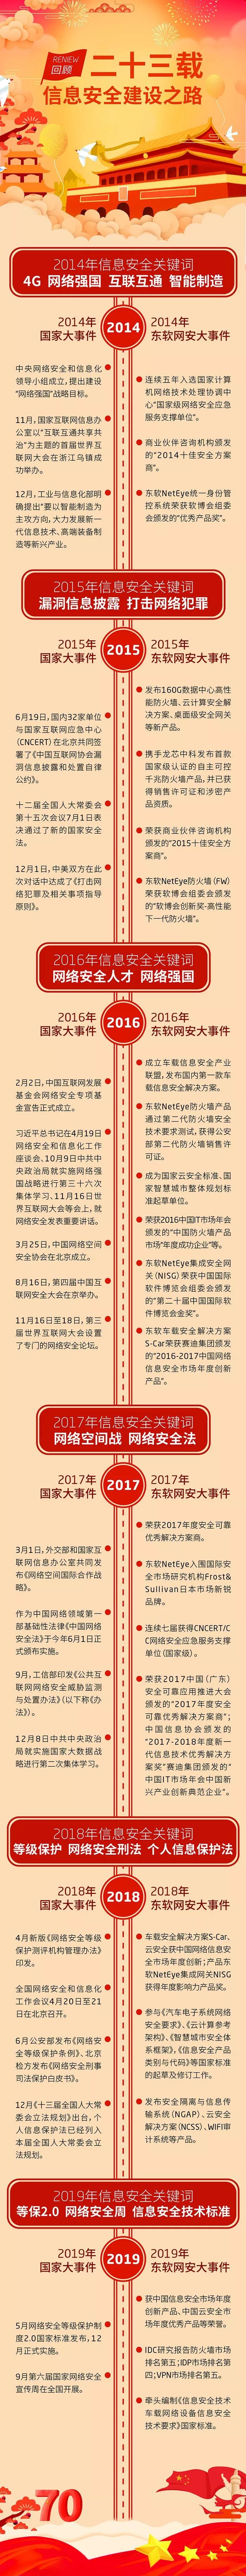 RENIEW
回顾
二十三载
信息安全建设之路
2014年信息安全关键词
4G 网络强国 互联互通 智能制造
2014年
国家大事件
2014
2014年
东软网安大事件
中央网络安全和信息化
领导小组成立,提出建设
“网络强国”战略目标。
11月,国家互联网信息办
公室以“互联互通共享共
治”为主题的首届世界互
联网大会在浙江乌镇成
功举办。
12月,工业与信息化部明
确提出“要以智能制造为
主攻方向,大力发展新一
代信息技术、高端装备制
造等新兴产业。
连续五年入选国家计算
机网络技术处理协调中
心“国家级网络安全应急
服务支撑单位”。
商业伙伴咨询机构颁发
的“2014十佳安全方案
商”。
东软NetEye统一身份管
控系统荣获软博会组委
会颁发的“优秀产品奖”。
2015年信息安全关键词
漏洞信息披露 打击网络犯罪
2015年
国家大事件
2015
2015年
东软网安大事件
6月19日,国内32家单位
与国家互联网应急中心
(CNCERT)在北京共同签
署了《中国互联网协会漏
洞信息披露和处置自律
公约》。
十二届全国人大常委会
第十五次会议7月1日表
决通过了新的国家安全
法。
12月1日,中美双方在此
次对话中达成了《打击网
络犯罪及相关事项指导
原则》。
发布160G数据中心高性
能防火墙、云计算安全解
决方案、桌面级安全网关
等新产品。
携手龙芯中科发布首款
国家级认证的自主可控
千兆防火墙产品,并已获
得销售许可证和涉密产
品资质。
荣获商业伙伴咨询机构
颁发的“2015十佳安全方
案商”。
东软NetEye防火墙(FW)
荣获软博会组委会颁发
的“软博会创新奖-高性能
下一代防火墙”。
2016年信息安全关键词
网络安全人才 网络强国
2016年
国家大事件
2016
2016年
东软网安大事件
2月2日,中国互联网发展
基金会网络安全专项基
金宣告正式成立。
习近平总书记在4月19日
网络安全和信息化工作
座谈会、10月9日中共中
央政治局就实施网络强
国战略进行第三十六次
集体学习、11月16日世
界互联网大会等会上,就
网络安全发表重要讲话。
3月25日,中国网络空间
安全协会在北京成立。
8月16日,第四届中国互
联网安全大会在京举办。
11月16日至18日,第三
届世界互联网大会设置
了专门的网络安全论坛。
成立车载信息安全产业
联盟,发布国内第一款车
载信息安全解决方案。
东软NetEye防火墙产品
通过第二代防火墙安全
技术要求测试,获得公安
部第二代防火墙销售许
可证。
成为国家云安全标准、国
家智慧城市整体规划标
准起草单位。
荣获2016中国IT市场年会
颁发的“中国防火墙产品
市场”年度成功企业”等。
东软NetEye集成安全网
关(NISG)荣获中国国际
软件博览会组委会颁发
的“第二十届中国国际软
件博览会金奖”。
东软车载安全解决方案
S-Car荣获赛迪集团颁发
的“2016-2017中国网络
信息安全市场年度创新
产品”。
2017年信息安全关键词
网络空间战 网络安全法
2017年
国家大事件
2017
2017年
东软网安大事件
3月1日,外交部和国家互
联网信息办公室共同发
布《网络空间国际合作战
略》。
作为中国网络领域第一
部基础性法律《中国网络
安全法》于今年6月1日正
式颁布实施。
9月,工信部印发《公共互
联网网络安全威胁监测
与处置办法》(以下称《办
法》)。
12月8日中共中央政治
局就实施国家大数据战
略进行第二次集体学习。
荣获2017年度安全可靠
优秀解决方案商。
东软NetEye入围国际安
全市场研究机构Frost&
Sullivan日本市场新锐
品牌。
连续七届获得CNCERT/C
C网络安全应急服务支撑
单位(国家级)。
荣获2017中国(广东)
安全可靠应用推进大会
颁发的“2017年度安全
可靠优秀解决方案商”;
中国信息协会颁发的
“2017-2018年度新一
代信息技术优秀解决方
案奖”赛迪集团颁发的“
中国IT市场年会中国新
兴产业创新典范企业”。
2018年信息安全关键词
等级保护 网络安全刑法 个人信息保护法
2018年
国家大事件
2018
2018年
东软网安大事件
4月新版《网络安全等级
保护测评机构管理办法》
印发。
全国网络安全和信息化
工作会议4月20日至21
日在北京召开。
6月公安部发布《网络安
全等级保护条例》、北京
检方发布《网络安全刑事
司法保护白皮书》。
12月《十三届全国人大常
委会立法规划》出台,个
人信息保护法已经列入
本届全国人大常委会立
法规划。
车载安全解决方案S-Car、
云安全获中国网络信息安
全市场年度创新;产品东
软NetEye集成网关NISG
获得年度影响力产品奖。
参与《汽车电子系统网络
安全要求》、《云计算参考
架构》、《智慧城市安全体
系框架》,《信息安全产品
类别与代码》等国家标准
的起草及修订工作。
发布安全隔离与信息传
输系统(NGAP)、云安全
解决方案(NCSS)、WIFI审
计系统等产品。
2019年信息安全关键词
等保2.0 网络安全周 信息安全技术标准
2019年
国家大事件
2019
2019年
东软网安大事件
5月网络安全等级保护制
度2.0国家标准发布,12
月正式实施。
9月第六届国家网络安全
宣传周在全国开展。
获中国信息安全市场年度
创新产品、中国云安全市
场年度优秀产品等荣誉。
IDC研究报告防火墙市场
排名第五;IDP市场排名第
四;VPN市场排名第五。
牵头编制《信息安全技术
车载网络设备信息安全
技术要求》国家标准。
70